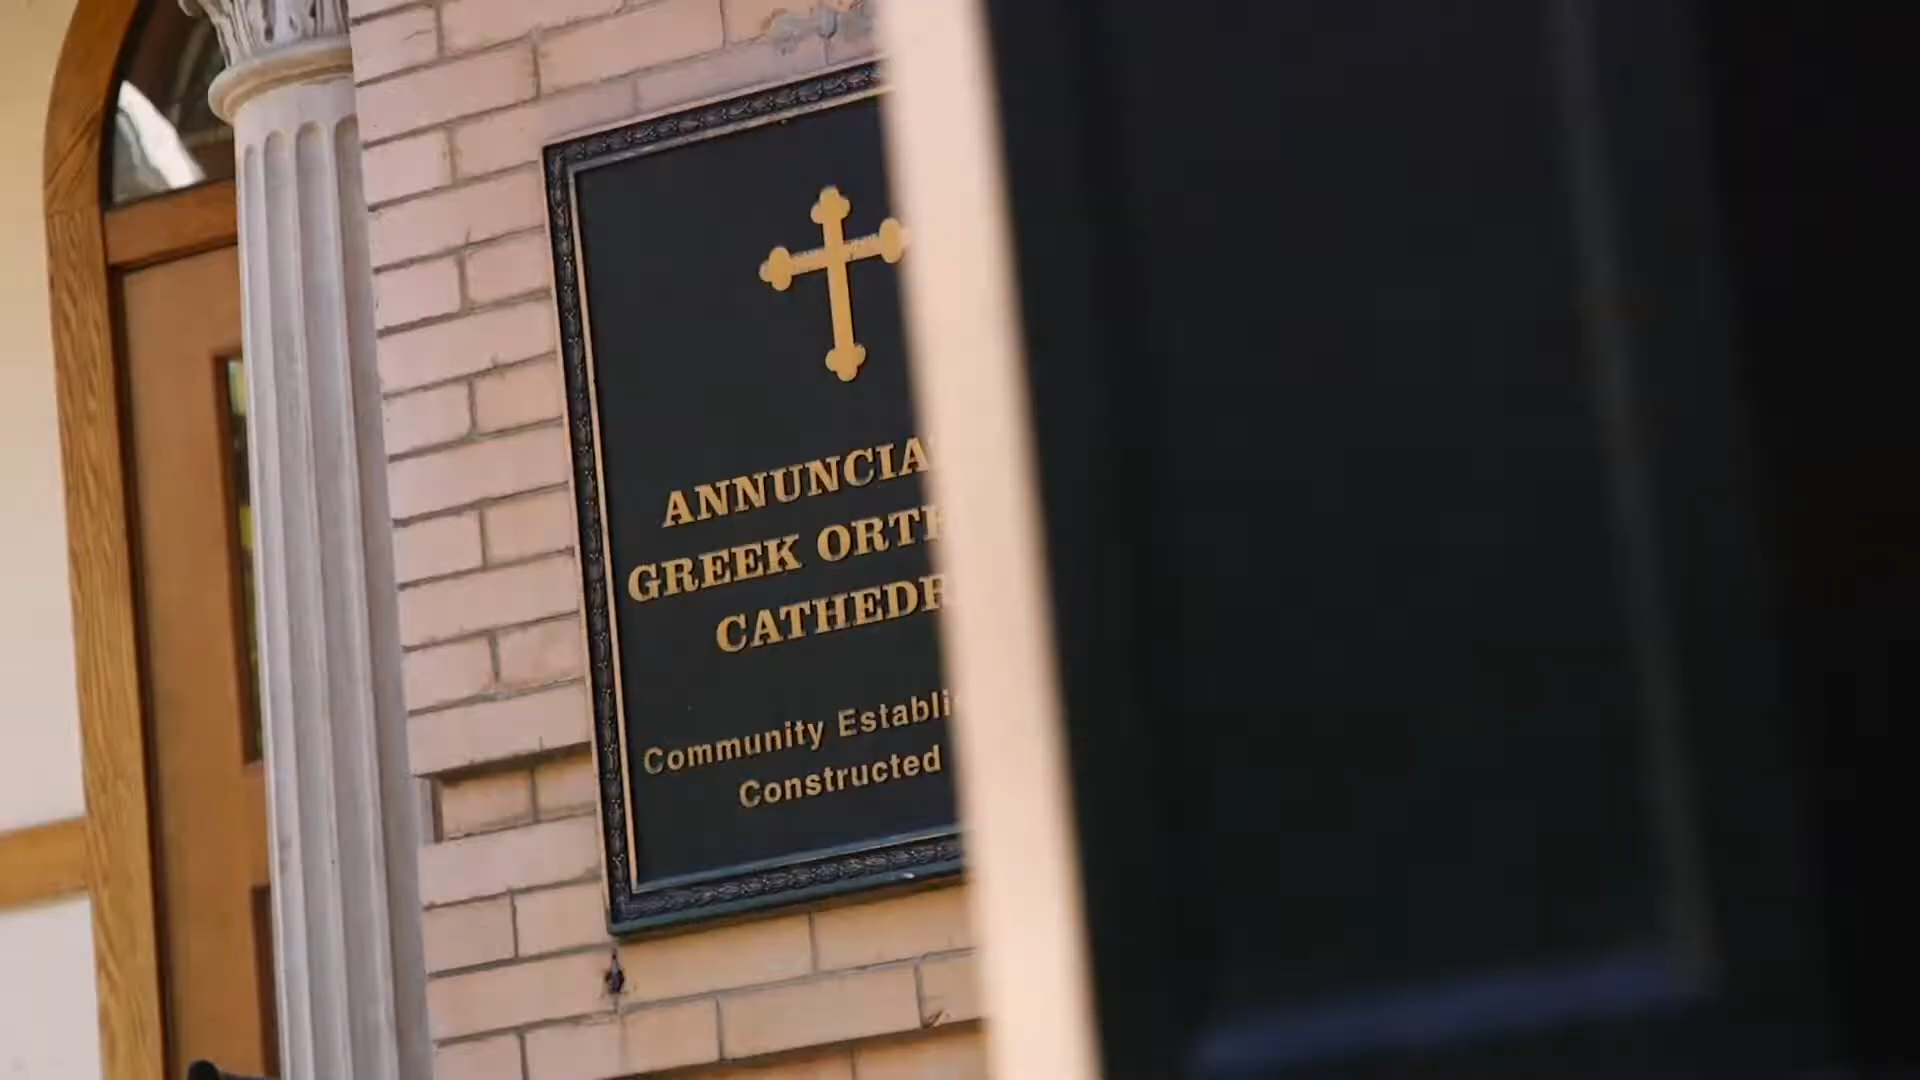 ANNUNCIA
GREEK ORTH
CATHEDR
Community Establi
Constructed